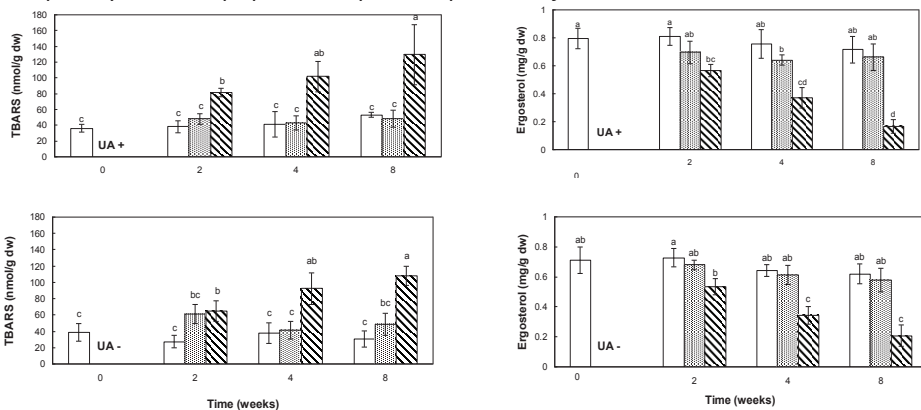 180
160
140
120
100
80
60
40
20
0
TBARS (nmol/g dw)
c
c
c
b
c
c
ab
c
c
a
UA +
0
2
4
8
1
0.8
0.6
0.4
0.2
0
Ergosterol (mg/g dw)
a
a
ab
bc
ab
b
cd
ab
ab
d
UA +
0
2
4
8
180
160
140
120
100
80
60
40
20
0
TBARS (nmol/g dw)
c
c
bc
b
c
c
ab
c
bc
a
UA -
0
2
4
8
Time (weeks)
1
0.8
0.6
0.4
0.2
0
Ergosterol (mg/g dw)
ab
a
ab
b
ab
ab
c
ab
ab
c
UA -
0
2
4
8
Time (weeks)